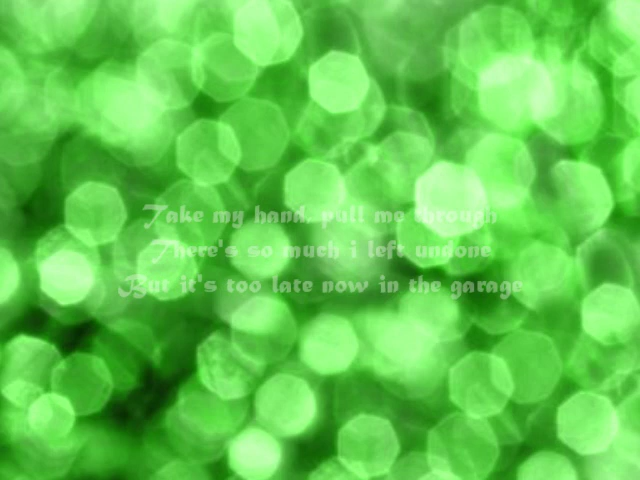 Take my hand, pull me through
There's so much i left undone
But it's too late now in the garage